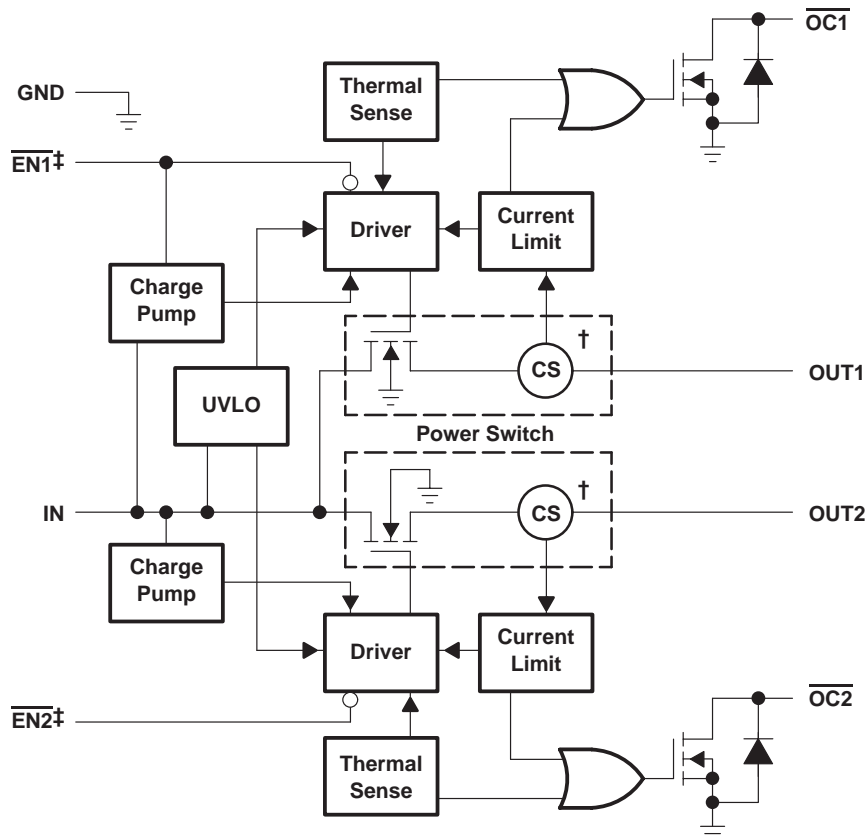 OC1
Thermal
Sense
GND
EN1‡
Driver
Current
Limit
Charge
Pump
†
CS
OUT1
UVLO
Power Switch
†
IN
CS
OUT2
Charge
Pump
Driver
Current
Limit
OC2
EN2‡
Thermal
Sense